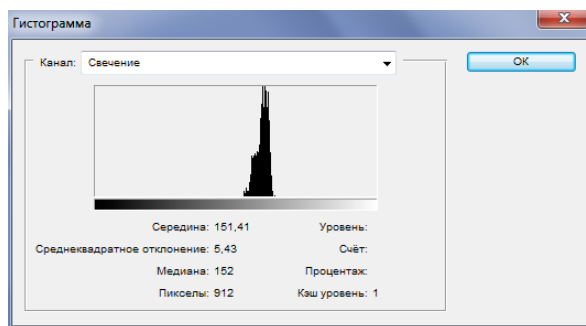 Гистограмма
Канал: Свечение
OK
Середина: 151,41 Уровень:
Среднеквадратное отклонение: 5,43 Счёт:
Медиана: 152 Процентаж:
Пикселы: 912 Кэш уровень: 1